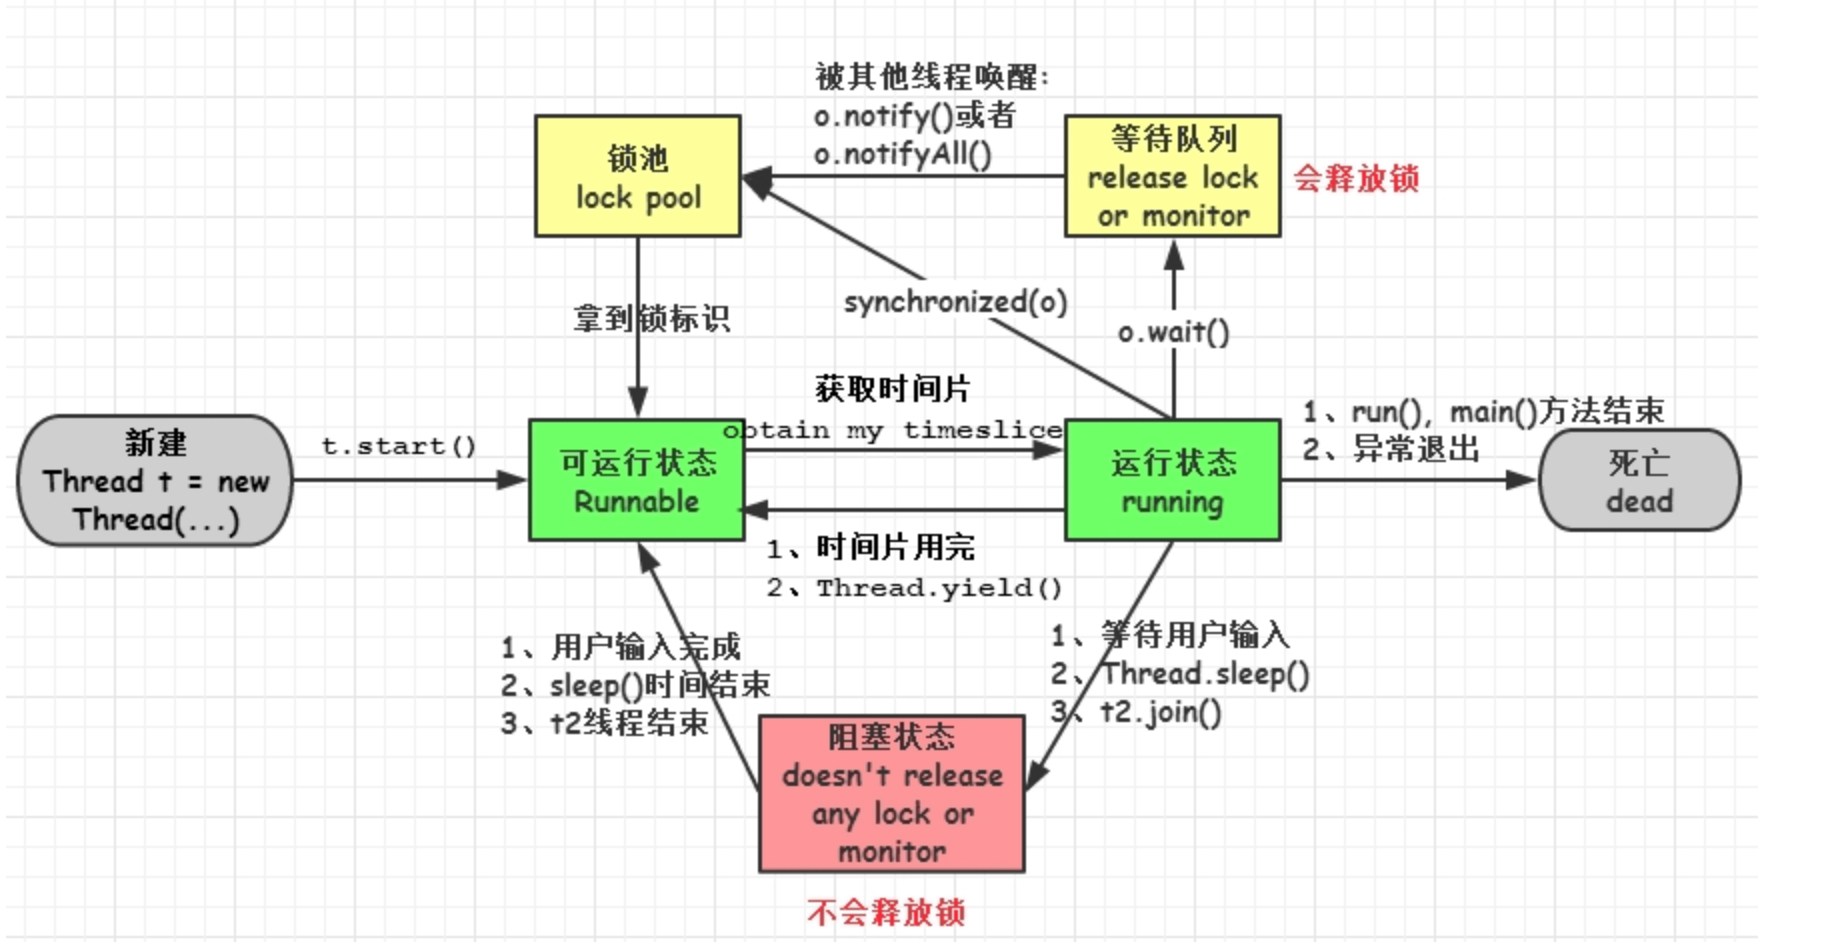 被其他线程唤醒:
o.notify()或者
o.notifyAll()
锁池
lock pool
等待队列
release lock
or monitor
会释放锁
拿到锁标识
synchronized(o)
o.wait()
新建
Thread t = new
Thread(...)
t.start()
可运行状态
Runnable
获取时间片
obtain my timeslice
运行状态
running
1、run(), main()方法结束
2、异常退出
死亡
dead
1、时间片用完
2、Thread.yield()
1、用户输入完成
2、sleep()时间结束
3、t2线程结束
1、等待用户输入
2、Thread.sleep()
3、t2.join()
阻塞状态
doesn't release
any lock or
monitor
不会释放锁